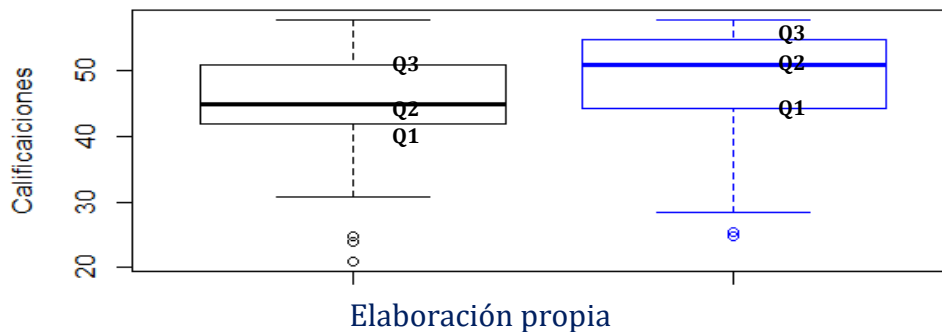 Calificaiciones
50
40
30
20
Q3
Q2
Q1
Q3
Q2
Q1
Elaboración propia